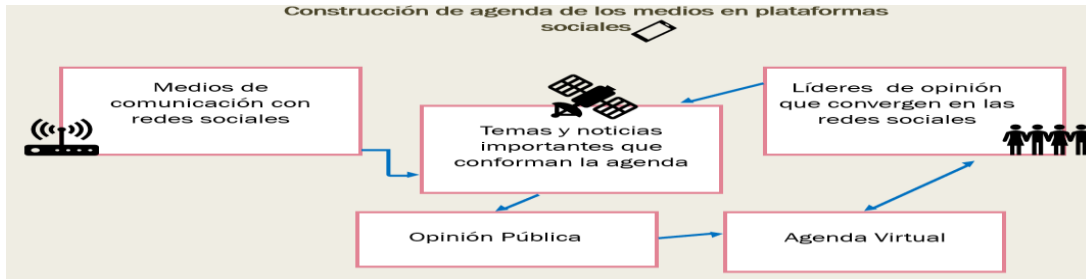 Construcción de agenda de los medios en plataformas
sociales
Medios de
comunicación con
redes sociales
Temas y noticias
importantes que
conforman la agenda
Líderes de opinión
que convergen en las
redes sociales
Opinión Pública
Agenda Virtual